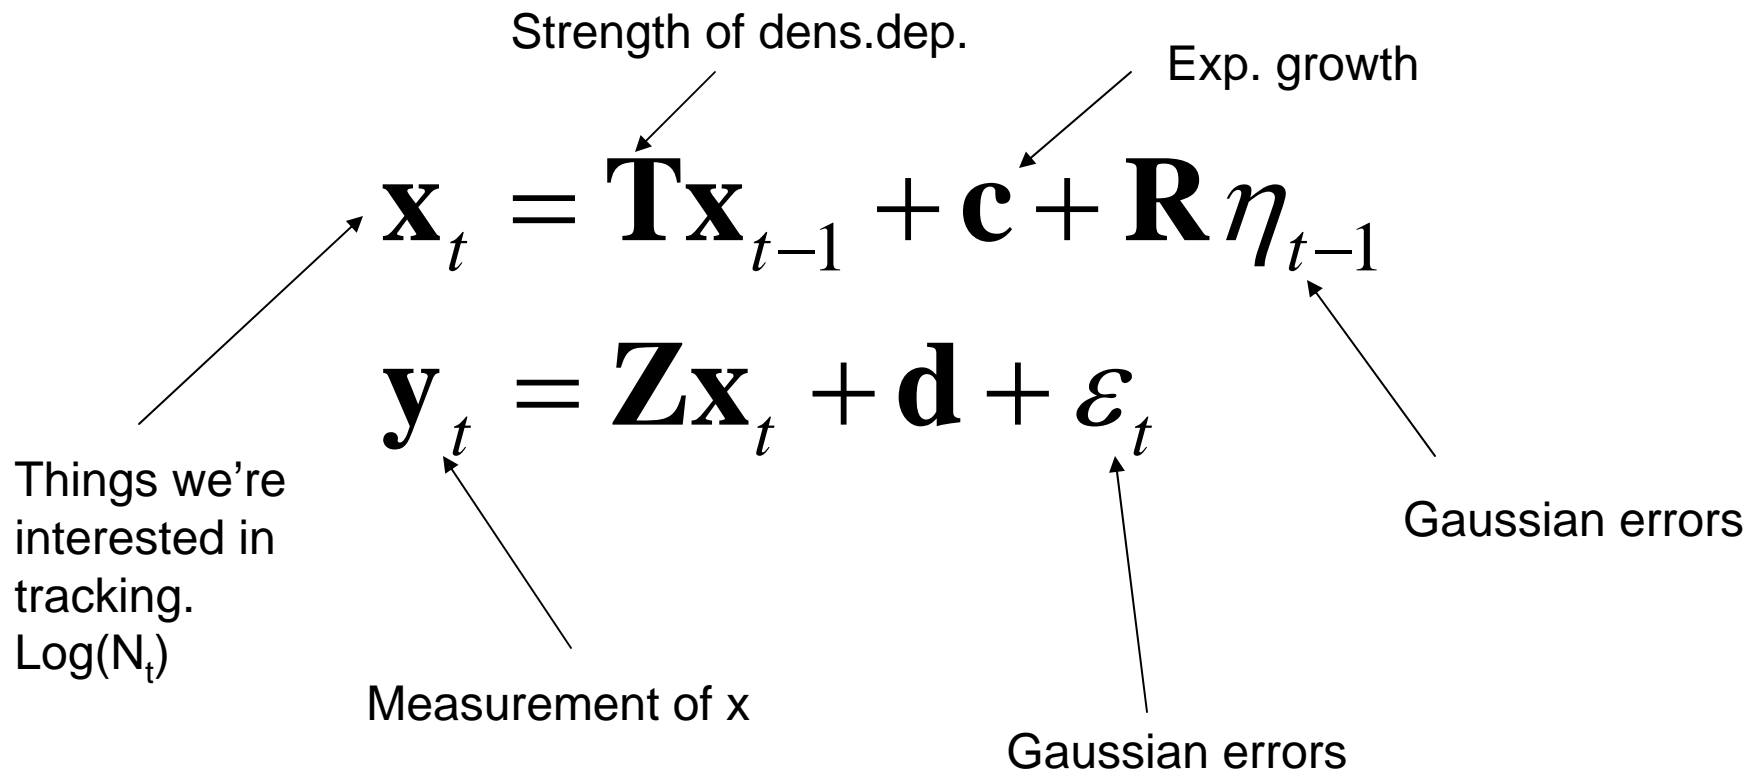 Strength of dens.dep.
Exp. growth
𝐱ₜ = 𝐓𝐱ₜ₋₁ + 𝐜 + 𝐑ηₜ₋₁
𝐲ₜ = 𝐙𝐱ₜ + 𝐝 + εₜ
Things we’re
interested in
tracking.
Log(Nₜ)
Gaussian errors
Measurement of x
Gaussian errors